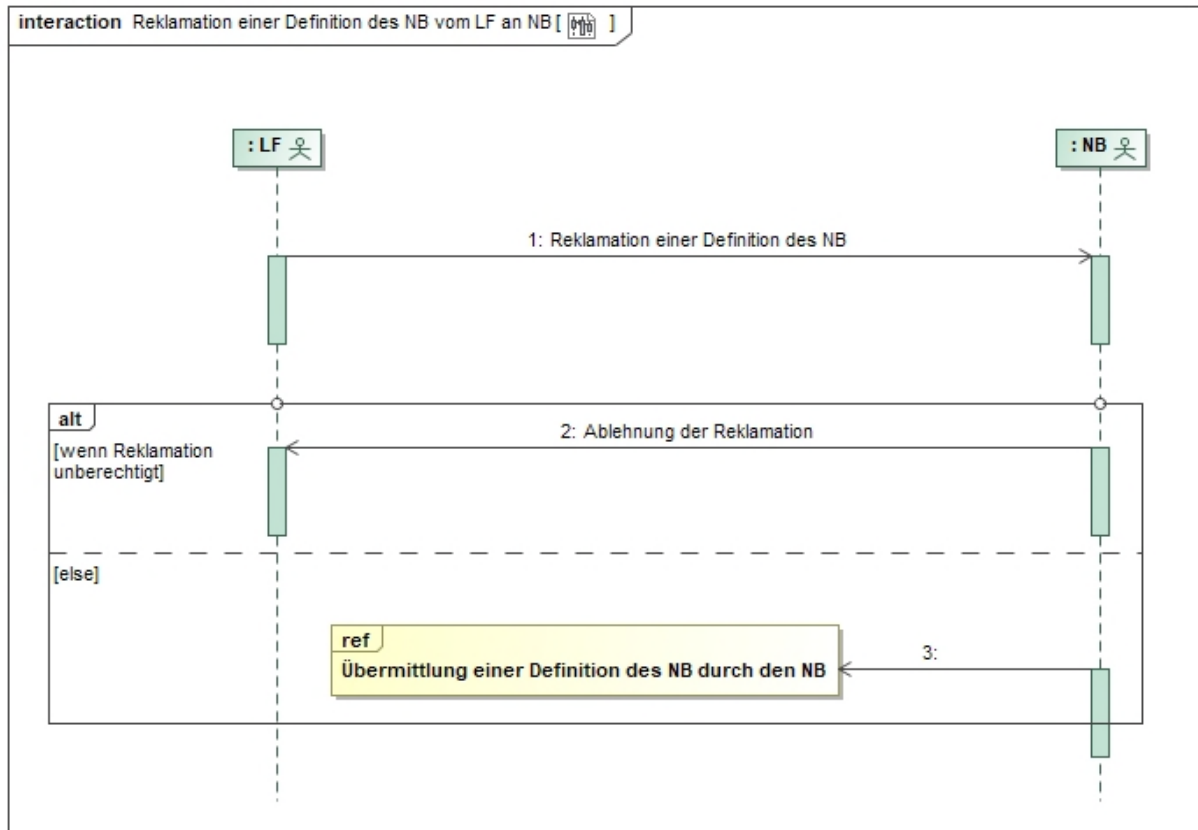 interaction Reklamation einer Definition des NB vom LF an NB [ ]
: LF
: NB
1: Reklamation einer Definition des NB
alt
[wenn Reklamation
unberechtigt]
2: Ablehnung der Reklamation
[else]
ref
Übermittlung einer Definition des NB durch den NB
3: